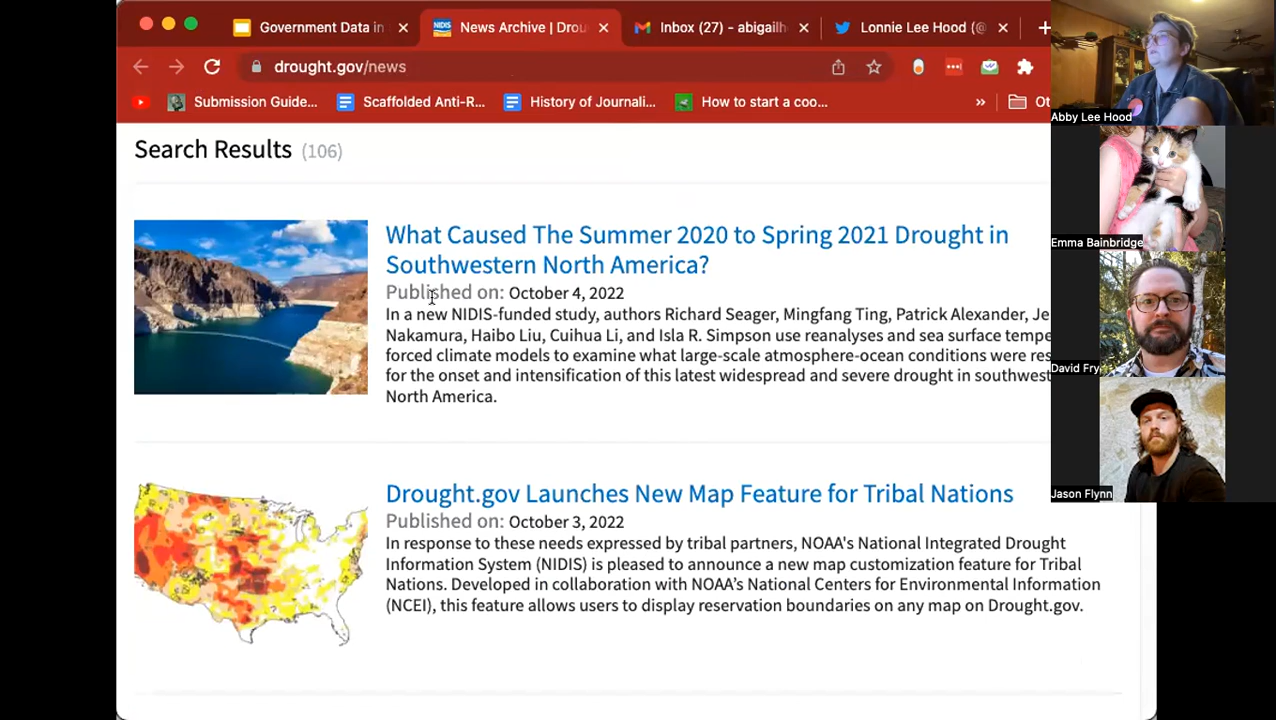 Government Data in
News Archive | Drou
Inbox (27) - abigailh
Lonnie Lee Hood (@
drought.gov/news
Submission Guide...
Scaffolded Anti-R...
History of Journali...
How to start a coo...
»
Ot
Search Results (106)
What Caused The Summer 2020 to Spring 2021 Drought in
Southwestern North America?
Published on: October 4, 2022
In a new NIDIS-funded study, authors Richard Seager, Mingfang Ting, Patrick Alexander, Je
Nakamura, Haibo Liu, Cuihua Li, and Isla R. Simpson use reanalyses and sea surface tempe
forced climate models to examine what large-scale atmosphere-ocean conditions were res
for the onset and intensification of this latest widespread and severe drought in southwest
North America.
Drought.gov Launches New Map Feature for Tribal Nations
Published on: October 3, 2022
In response to these needs expressed by tribal partners, NOAA's National Integrated Drought
Information System (NIDIS) is pleased to announce a new map customization feature for Tribal
Nations. Developed in collaboration with NOAA's National Centers for Environmental Information
(NCEI), this feature allows users to display reservation boundaries on any map on Drought.gov.
Abby Lee Hood
Emma Bainbridge
David Fry
Jason Flynn